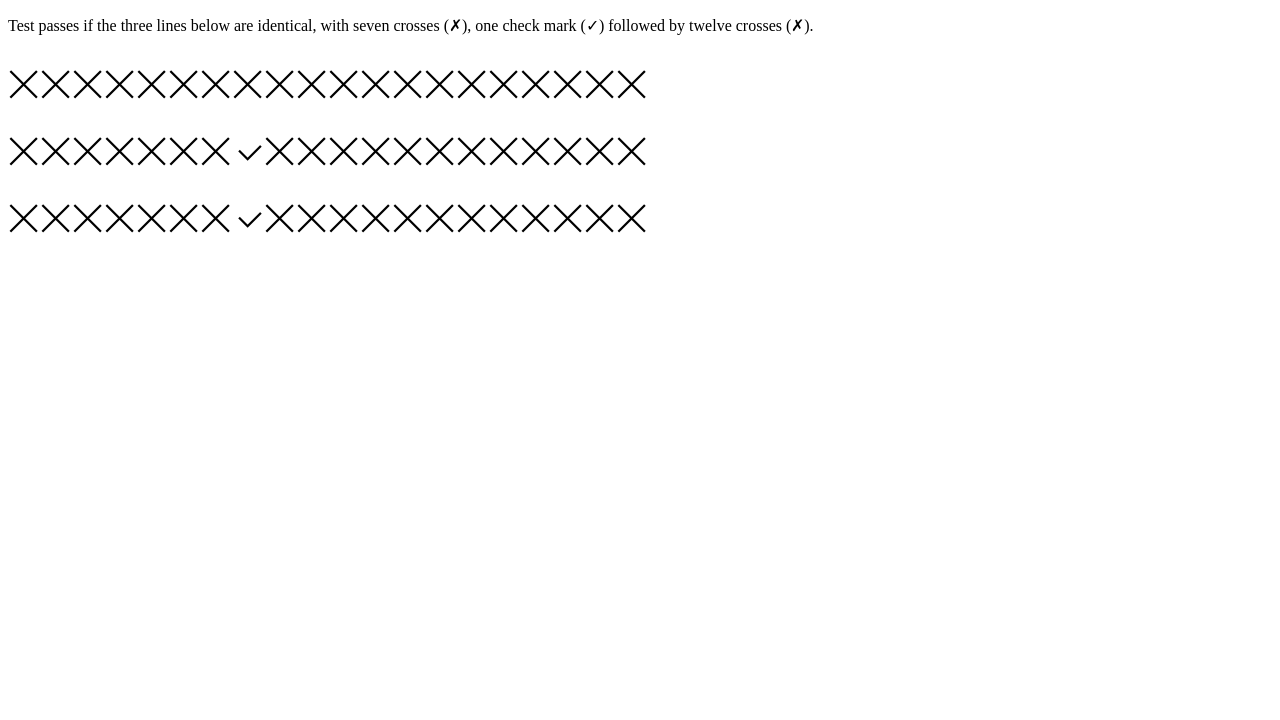 Test passes if the three lines below are identical, with seven crosses (✗), one check mark (✓) followed by twelve crosses (✗).
✗✗✗✗✗✗✗✗✗✗✗✗✗✗✗✗✗✗✗✗
✗✗✗✗✗✗✗✓✗✗✗✗✗✗✗✗✗✗✗✗
✗✗✗✗✗✗✗✓✗✗✗✗✗✗✗✗✗✗✗✗